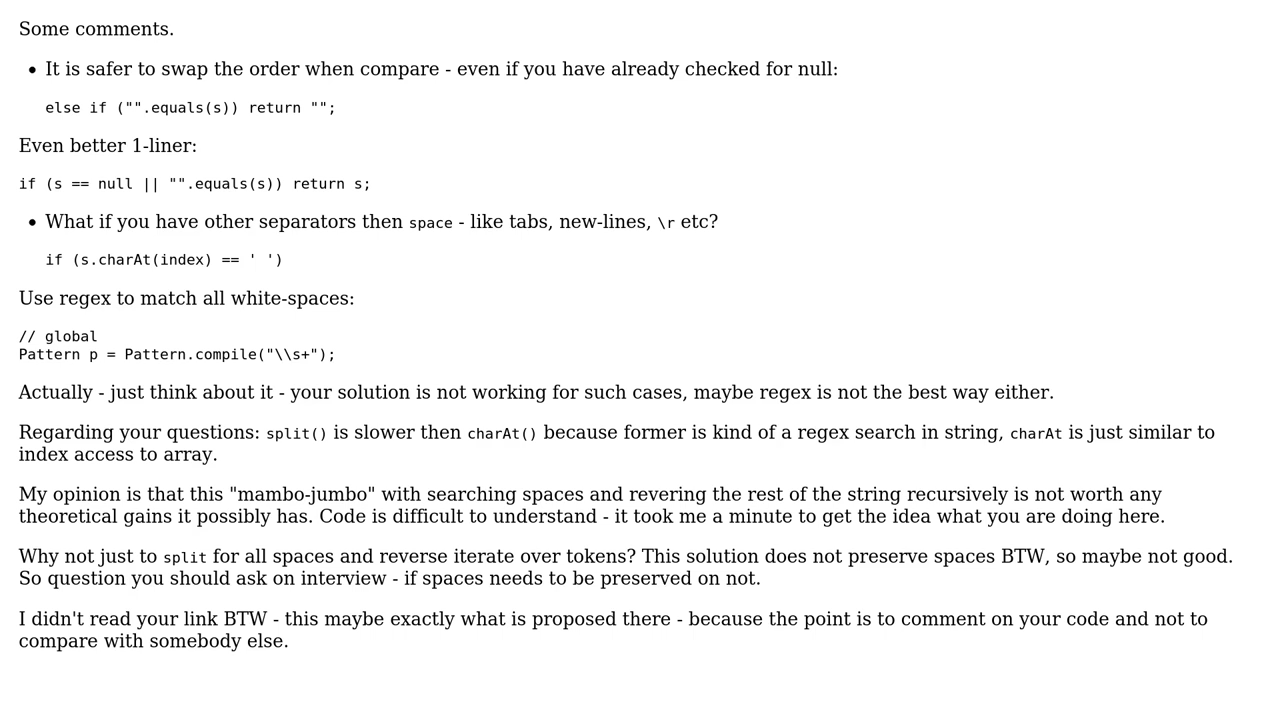 Some comments.
• It is safer to swap the order when compare - even if you have already checked for null:
else if ("".equals(s)) return "";
Even better 1-liner:
if (s == null || "".equals(s)) return s;
• What if you have other separators then space - like tabs, new-lines, \r etc?
if (s.charAt(index) == ' ')
Use regex to match all white-spaces:
// global
Pattern p = Pattern.compile("\\s+");
Actually - just think about it - your solution is not working for such cases, maybe regex is not the best way either.
Regarding your questions: split() is slower then charAt() because former is kind of a regex search in string, charAt is just similar to
index access to array.
My opinion is that this "mambo-jumbo" with searching spaces and revering the rest of the string recursively is not worth any
theoretical gains it possibly has. Code is difficult to understand - it took me a minute to get the idea what you are doing here.
Why not just to split for all spaces and reverse iterate over tokens? This solution does not preserve spaces BTW, so maybe not good.
So question you should ask on interview - if spaces needs to be preserved on not.
I didn't read your link BTW - this maybe exactly what is proposed there - because the point is to comment on your code and not to
compare with somebody else.